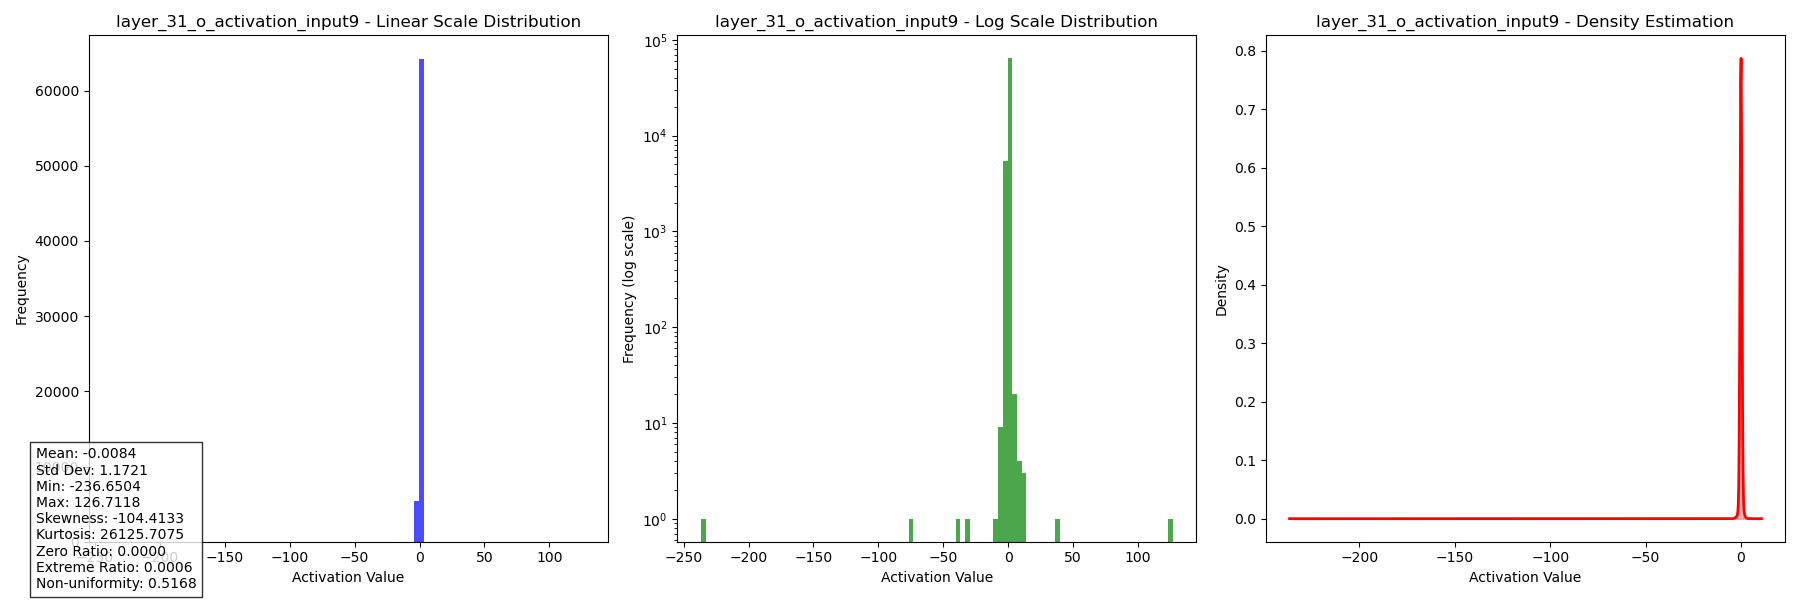 layer_31_o_activation_input9 - Linear Scale Distribution
Frequency
60000
50000
40000
30000
20000
−150
−100
−50
0
50
100
Activation Value
Mean: -0.0084
Std Dev: 1.1721
Min: -236.6504
Max: 126.7118
Skewness: -104.4133
Kurtosis: 26125.7075
Zero Ratio: 0.0000
Extreme Ratio: 0.0006
Non-uniformity: 0.5168
layer_31_o_activation_input9 - Log Scale Distribution
Frequency (log scale)
10⁵
10⁴
10³
10²
10¹
10⁰
−250
−200
−150
−100
−50
0
50
100
Activation Value
layer_31_o_activation_input9 - Density Estimation
Density
0.8
0.7
0.6
0.5
0.4
0.3
0.2
0.1
0.0
−200
−150
−100
−50
0
Activation Value